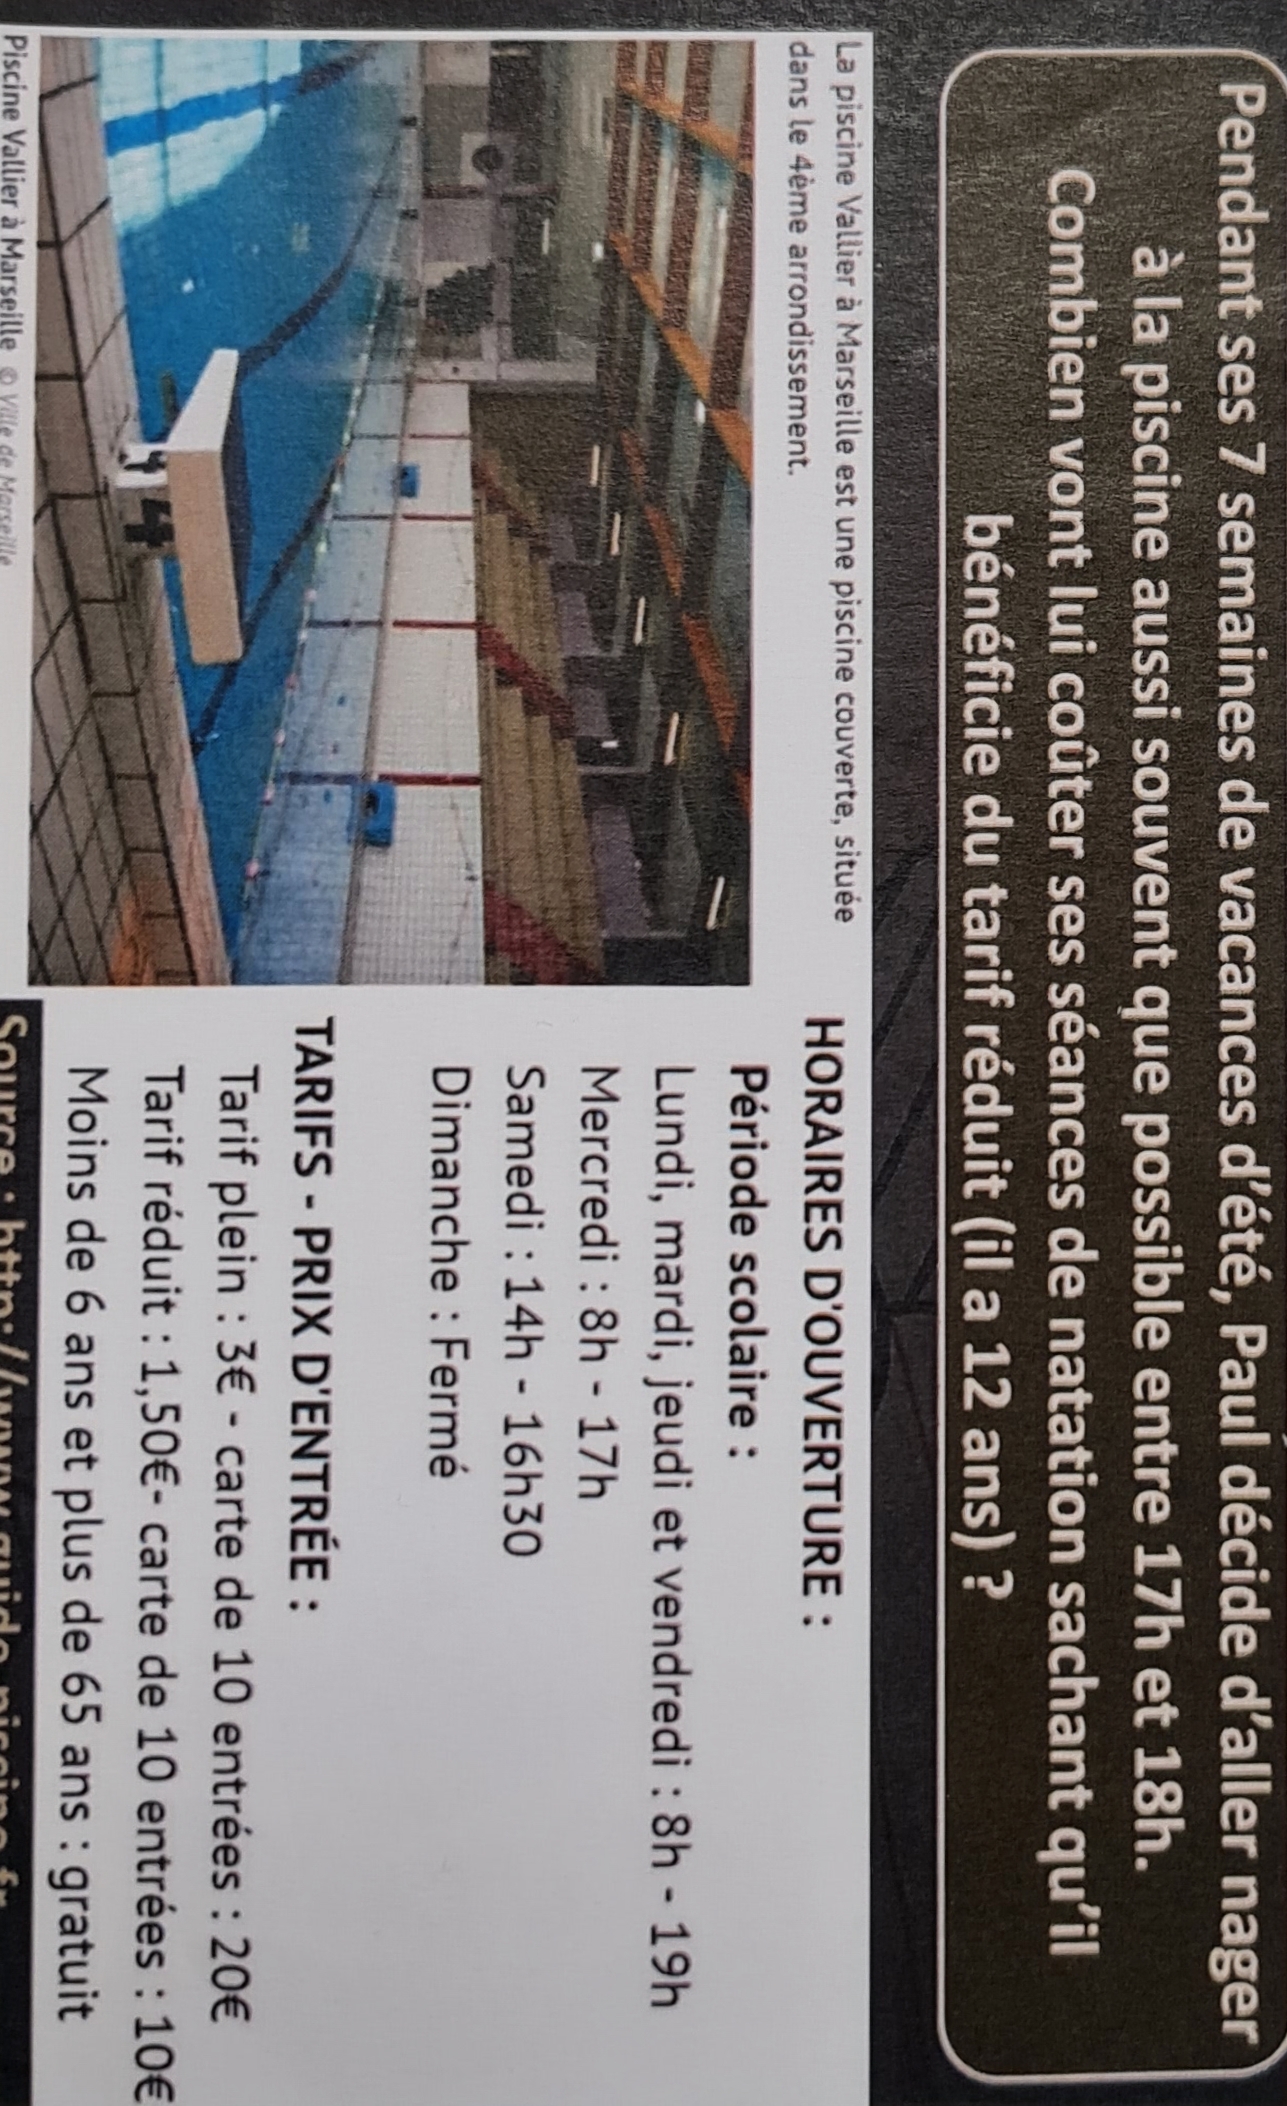 Pendant ses 7 semaines de vacances d'été, Paul décide d'aller nager
à la piscine aussi souvent que possible entre 17h et 18h.
Combien vont lui coûter ses séances de natation sachant qu'il
bénéficie du tarif réduit (il a 12 ans) ?
La piscine Vallier à Marseille est une piscine couverte, située
dans le 4ème arrondissement.
4 4
Piscine Vallier à Marseille © Ville de Marseille
HORAIRES D'OUVERTURE :
Période scolaire :
Lundi, mardi, jeudi et vendredi : 8h - 19h
Mercredi : 8h - 17h
Samedi : 14h - 16h30
Dimanche : Fermé
TARIFS - PRIX D'ENTRÉE :
Tarif plein : 3€ - carte de 10 entrées : 20€
Tarif réduit : 1,50€- carte de 10 entrées : 10€
Moins de 6 ans et plus de 65 ans : gratuit
Source : http://www.guide-piscine.fr